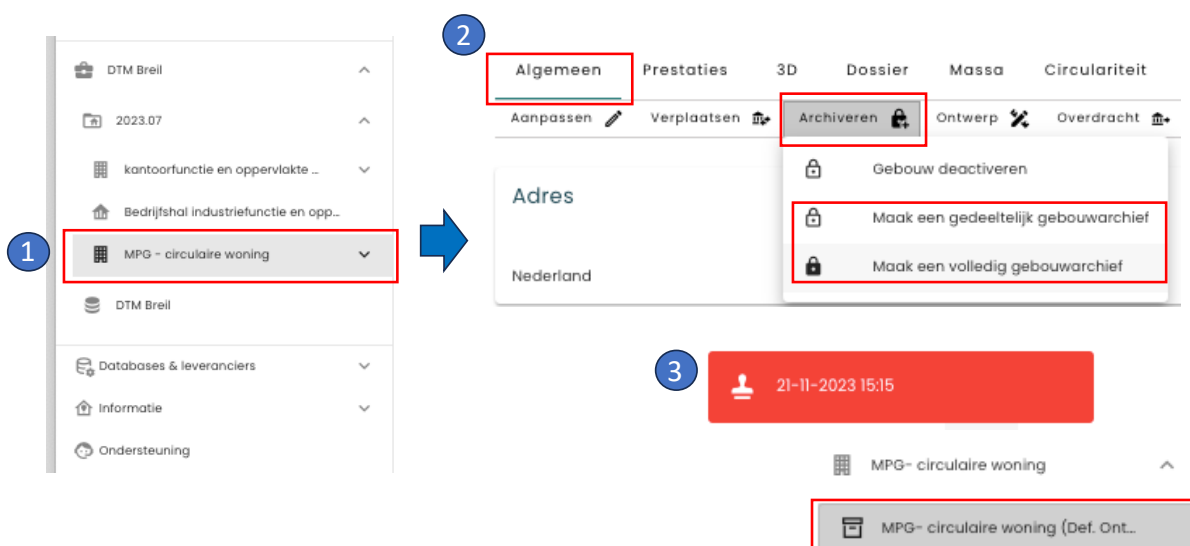 DTM Breil
2023.07
kantoorfunctie en oppervlakte ...
Bedrijfshal industriefunctie en opp...
1
MPG - circulaire woning
DTM Breil
Databases & leveranciers
Informatie
Ondersteuning
2
Algemeen Prestaties 3D Dossier Massa Circulariteit
Aanpassen Verplaatsen Archiveren Ontwerp Overdracht
Gebouw deactiveren
Maak een gedeeltelijk gebouwarchief
Maak een volledig gebouwarchief
Adres
Nederland
3
21-11-2023 15:15
MPG- circulaire woning
MPG- circulaire woning (Def. Ont...